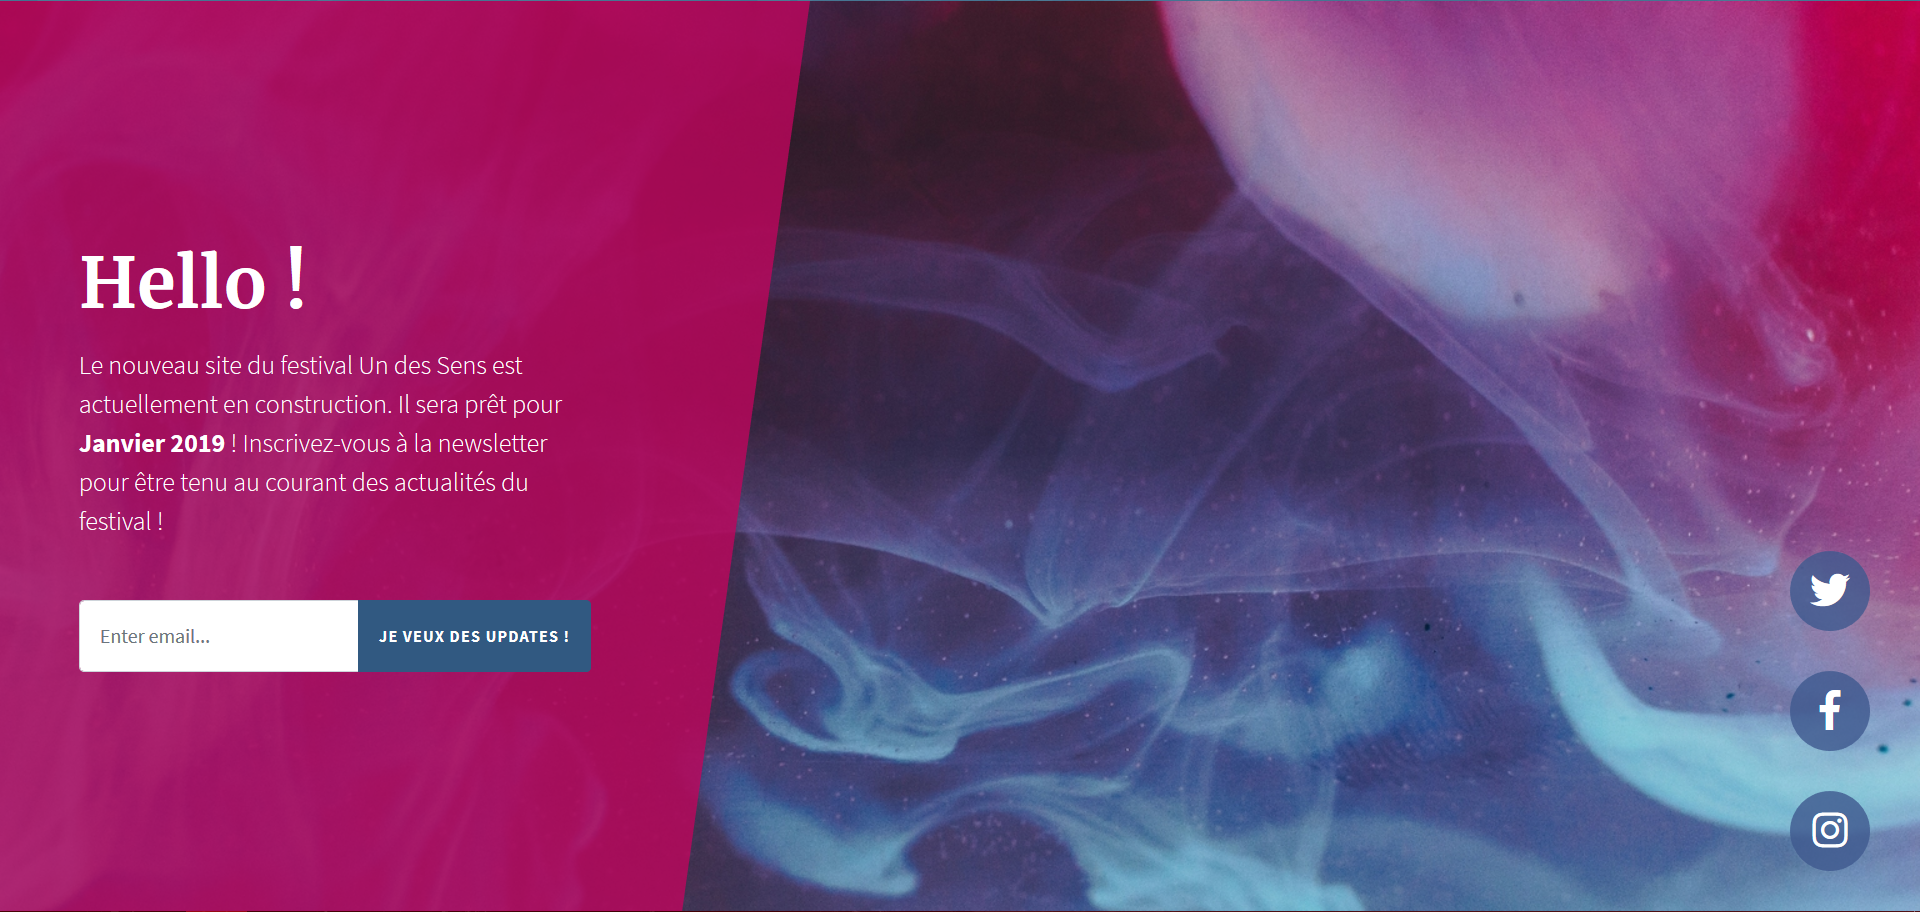 Hello !
Le nouveau site du festival Un des Sens est
actuellement en construction. Il sera prêt pour
Janvier 2019 ! Inscrivez-vous à la newsletter
pour être tenu au courant des actualités du
festival !
Enter email...
JE VEUX DES UPDATES !